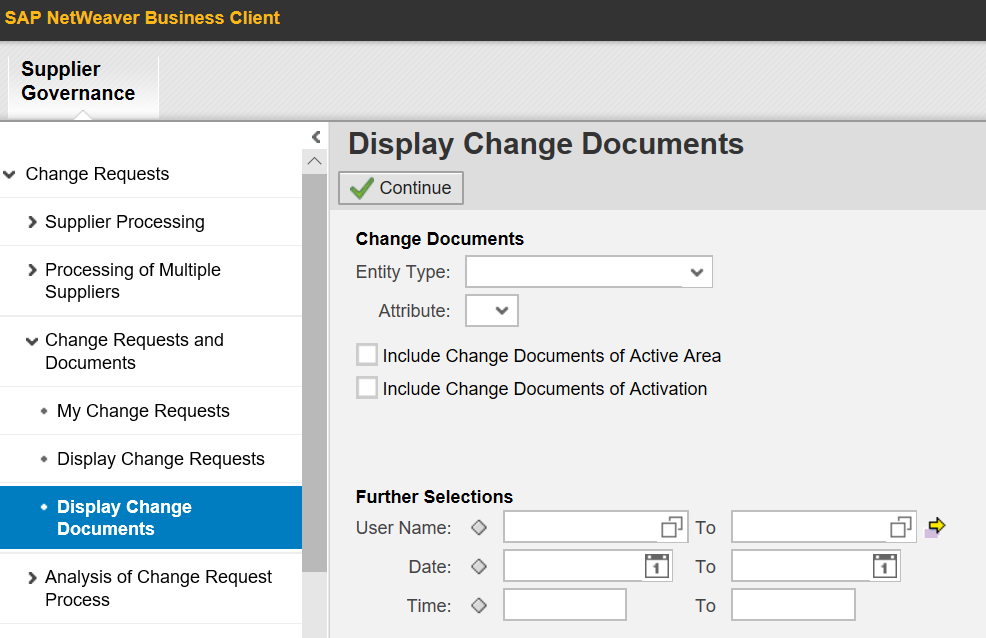 SAP NetWeaver Business Client
Supplier
Governance
Change Requests
Supplier Processing
Processing of Multiple
Suppliers
Change Requests and
Documents
My Change Requests
Display Change Requests
Display Change
Documents
Analysis of Change Request
Process
Display Change Documents
Continue
Change Documents
Entity Type:
Attribute:
Include Change Documents of Active Area
Include Change Documents of Activation
Further Selections
User Name: To
Date: 1 To 1
Time: To